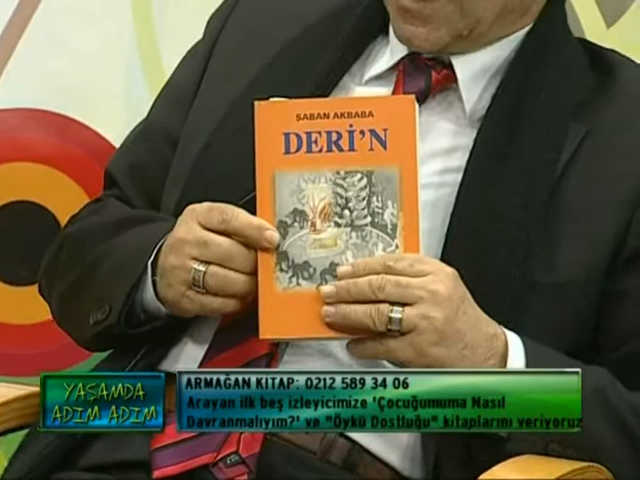 ŞABAN AKBABA
DERİ'N
YAŞAMDA
ADIM ADIM
ARMAĞAN KİTAP: 0212 589 34 06
Arayan ilk beş izleyicimize 'Çocuğumuma Nasıl
Davranmalıyım?' ve "Öykü Dostluğu" kitaplarını veriyoruz